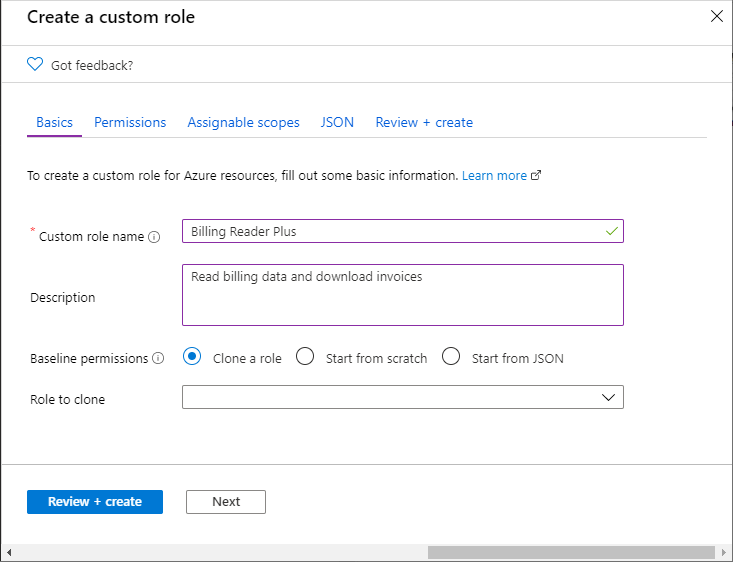 Create a custom role
Got feedback?
Basics Permissions Assignable scopes JSON Review + create
To create a custom role for Azure resources, fill out some basic information. Learn more
* Custom role name Billing Reader Plus
Description Read billing data and download invoices
Baseline permissions Clone a role Start from scratch Start from JSON
Role to clone
Review + create Next